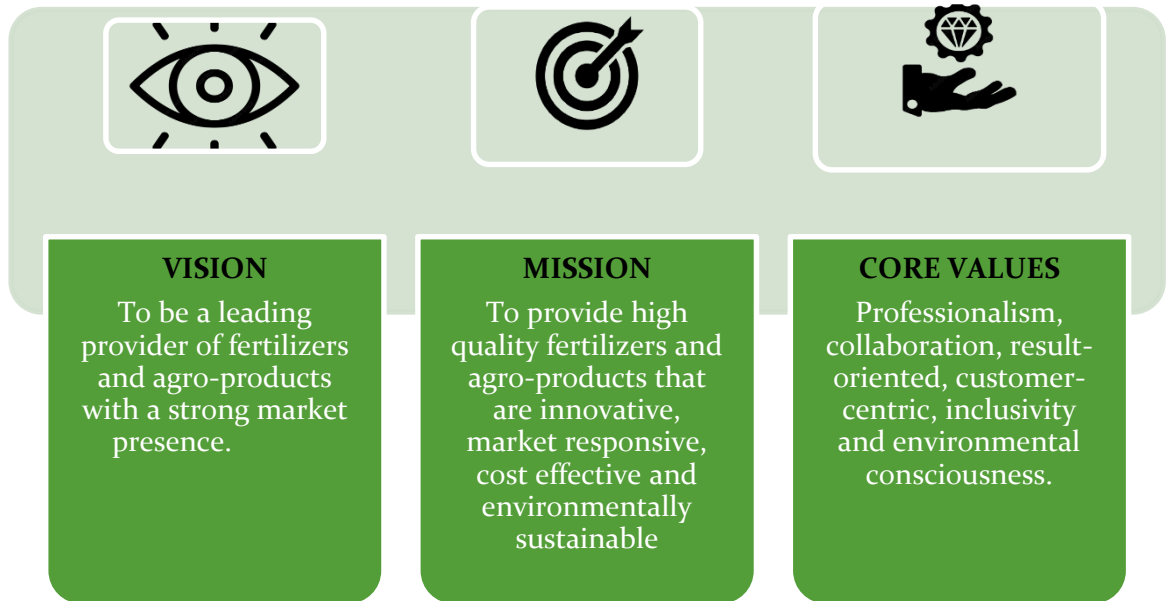 VISION
To be a leading
provider of fertilizers
and agro-products
with a strong market
presence.
MISSION
To provide high
quality fertilizers and
agro-products that
are innovative,
market responsive,
cost effective and
environmentally
sustainable
CORE VALUES
Professionalism,
collaboration, result-
oriented, customer-
centric, inclusivity
and environmental
consciousness.